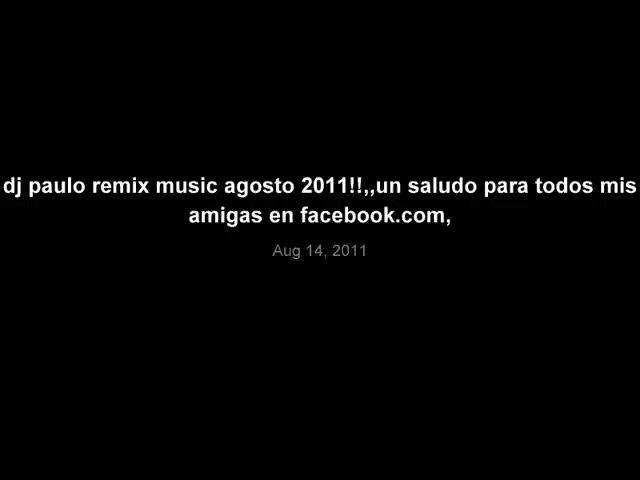 dj paulo remix music agosto 2011!!,,un saludo para todos mis
amigas en facebook.com,
Aug 14, 2011